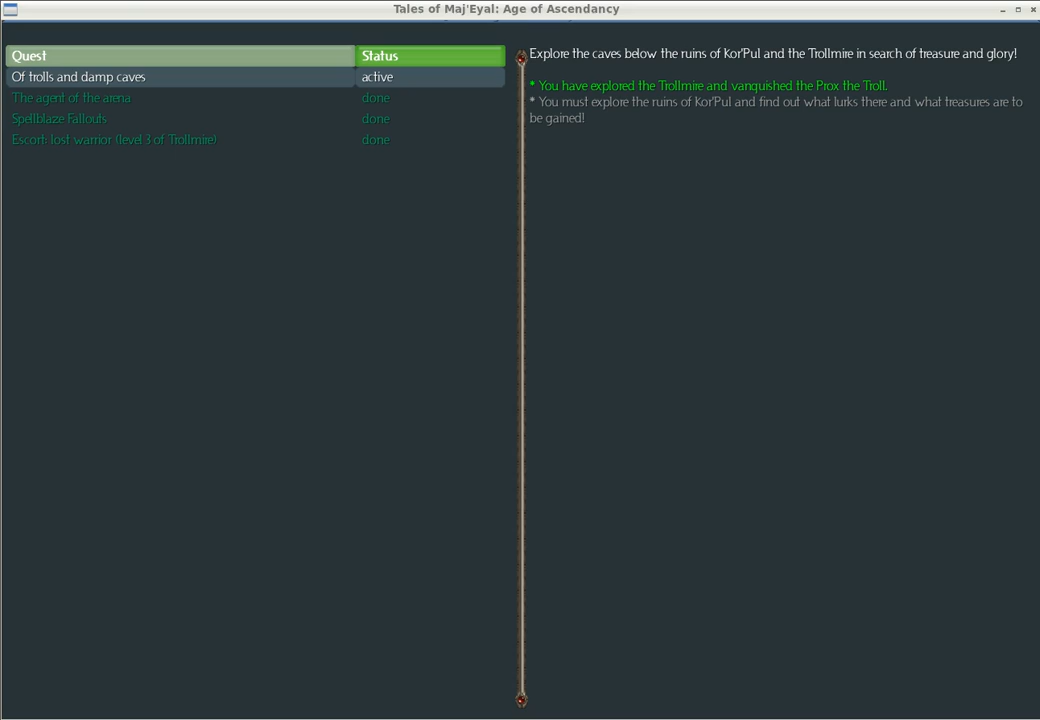 Tales of Maj'Eyal: Age of Ascendancy
Quest Status
Of trolls and damp caves active
The agent of the arena done
Spellblaze Fallouts done
Escort: lost warrior (level 3 of Trollmire) done
Explore the caves below the ruins of Kor'Pul and the Trollmire in search of treasure and glory!
* You have explored the Trollmire and vanquished the Prox the Troll.
* You must explore the ruins of Kor'Pul and find out what lurks there and what treasures are to
be gained!